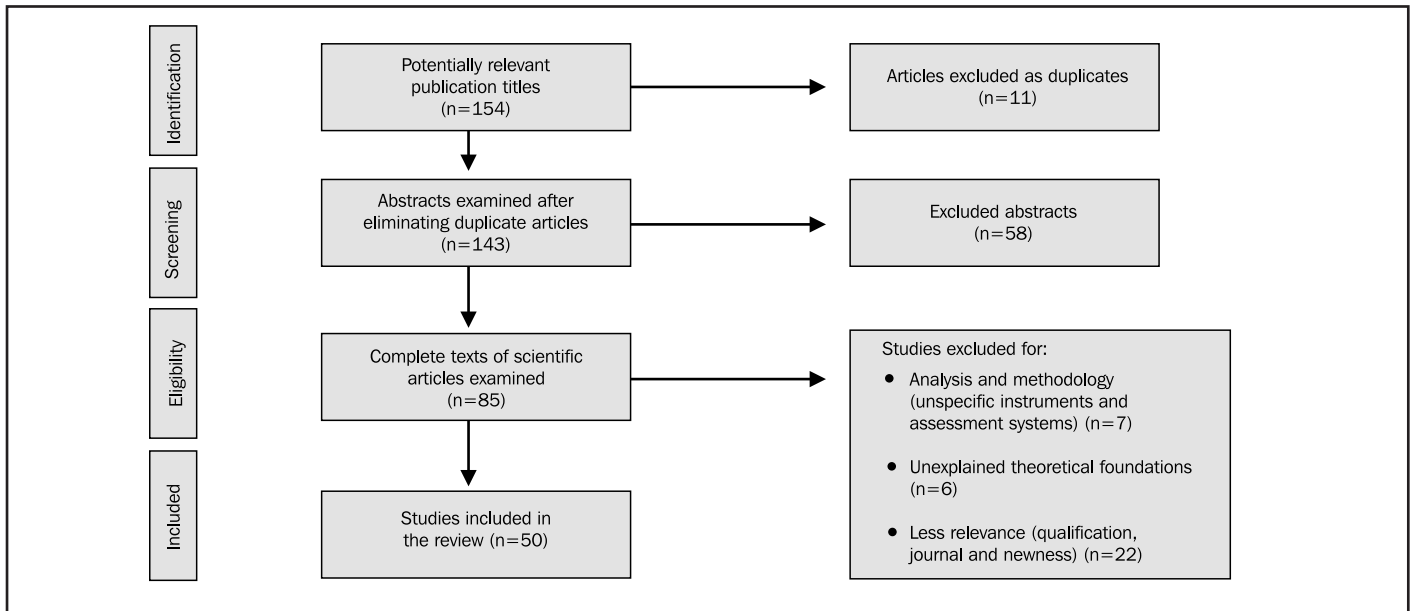 Identification
Potentially relevant
publication titles
(n=154)
Articles excluded as duplicates
(n=11)
Screening
Abstracts examined after
eliminating duplicate articles
(n=143)
Excluded abstracts
(n=58)
Eligibility
Complete texts of scientific
articles examined
(n=85)
Studies excluded for:
• Analysis and methodology
(unspecific instruments and
assessment systems) (n=7)
• Unexplained theoretical foundations
(n=6)
• Less relevance (qualification,
journal and newness) (n=22)
Included
Studies included in
the review (n=50)